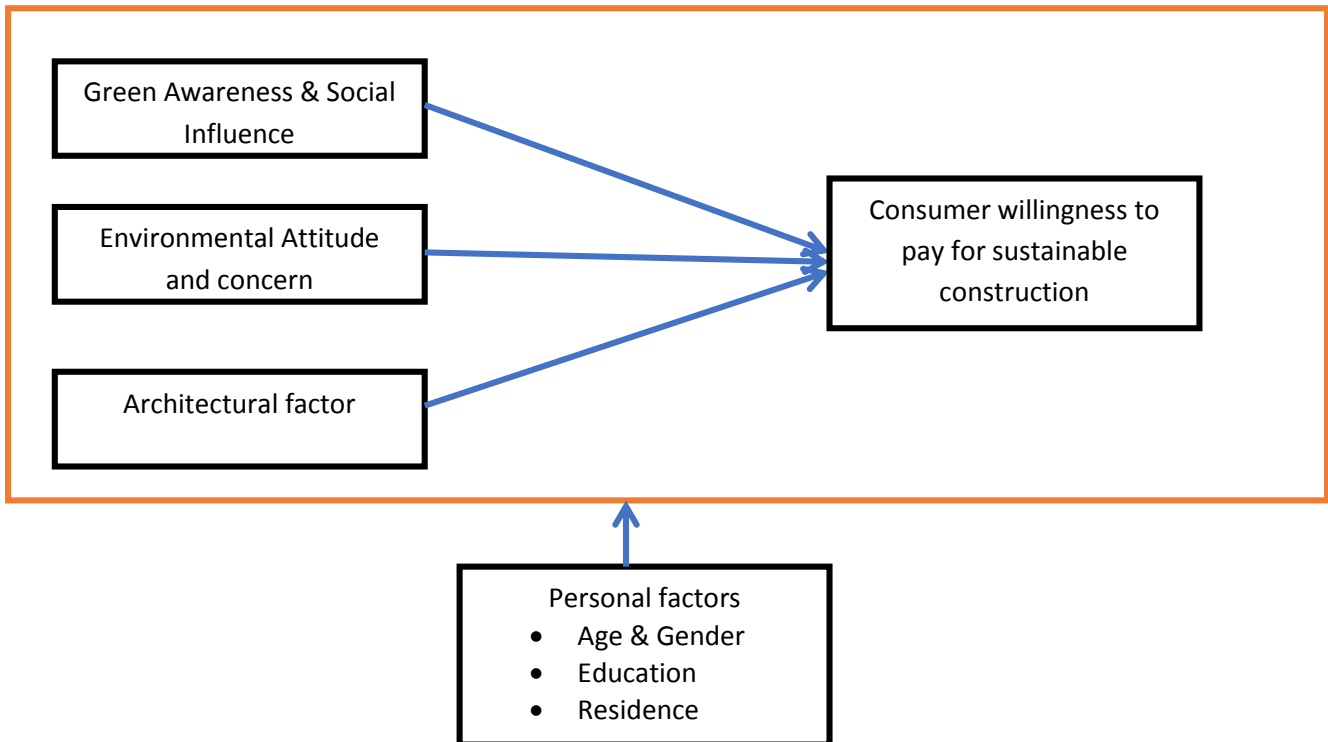 Green Awareness & Social
Influence
Environmental Attitude
and concern
Architectural factor
Consumer willingness to
pay for sustainable
construction
Personal factors
• Age & Gender
• Education
• Residence